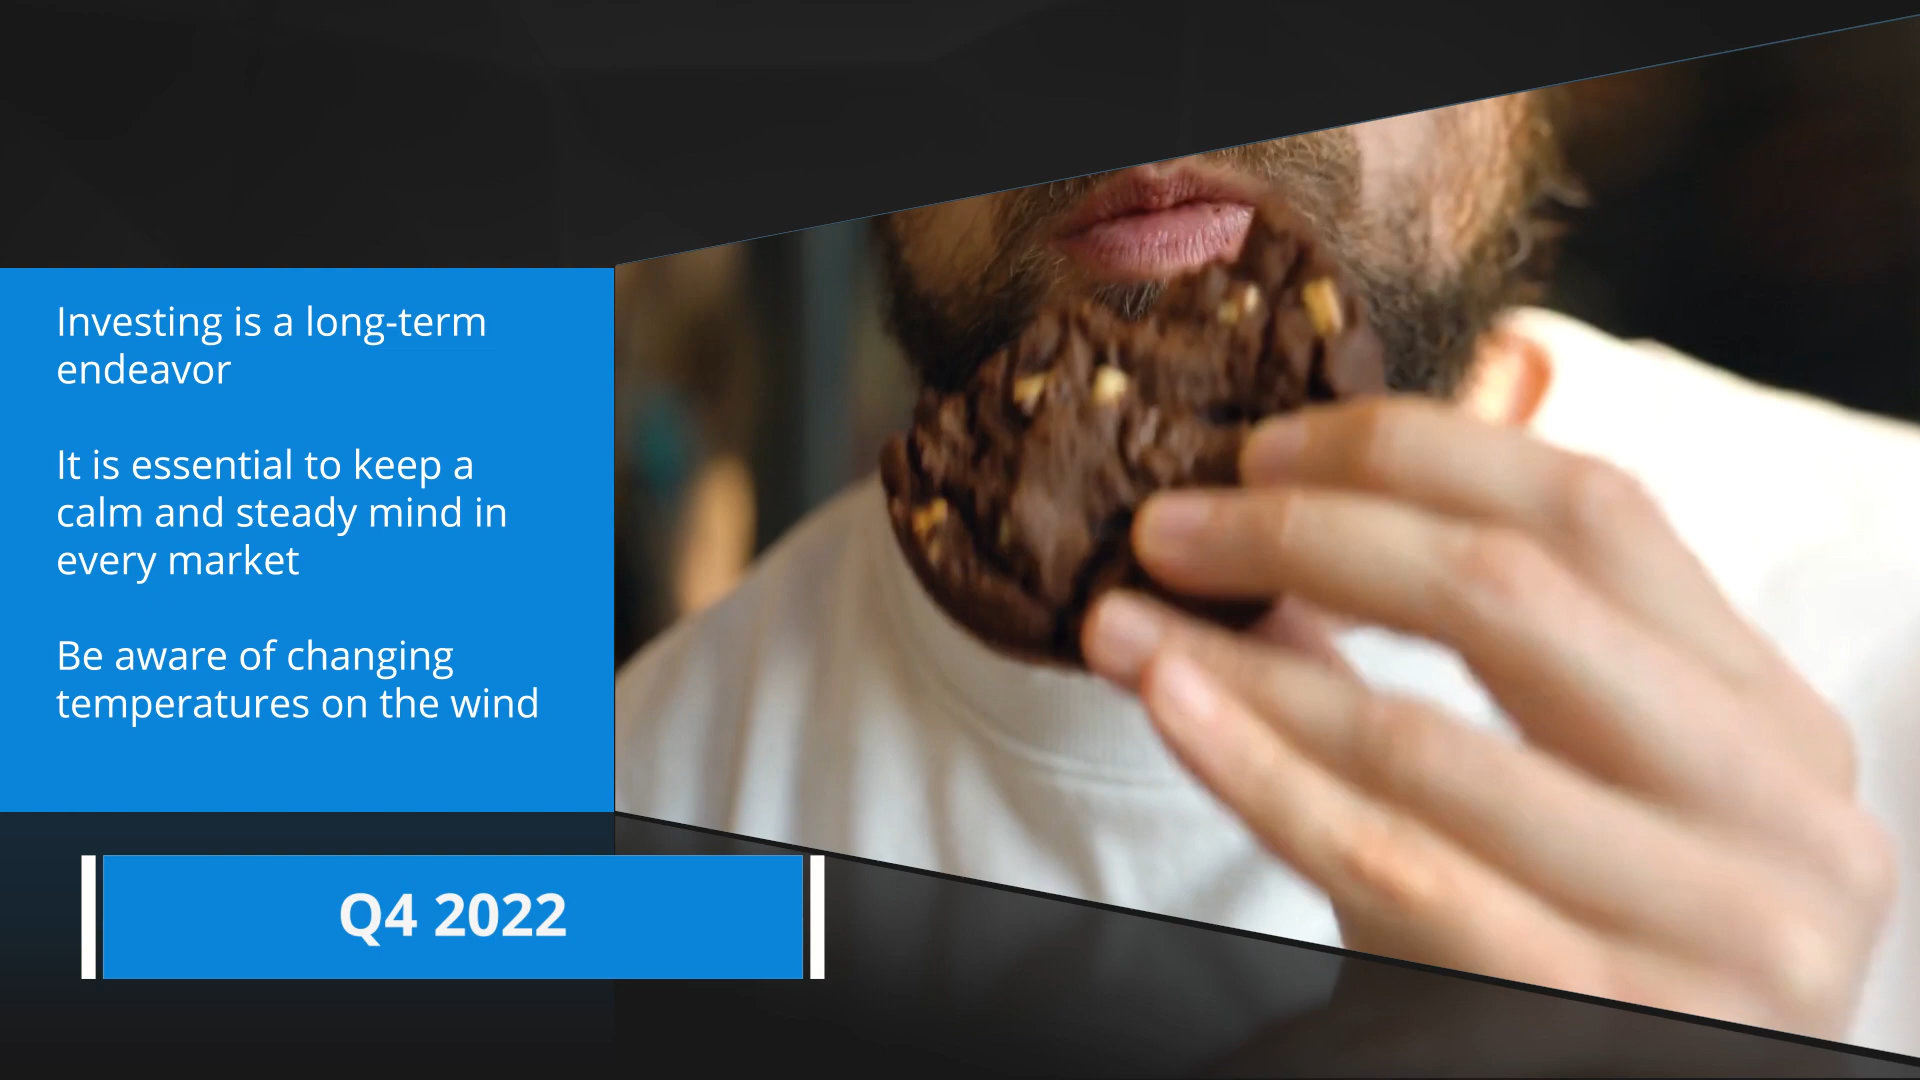 Investing is a long-term
endeavor
It is essential to keep a
calm and steady mind in
every market
Be aware of changing
temperatures on the wind
Q4 2022